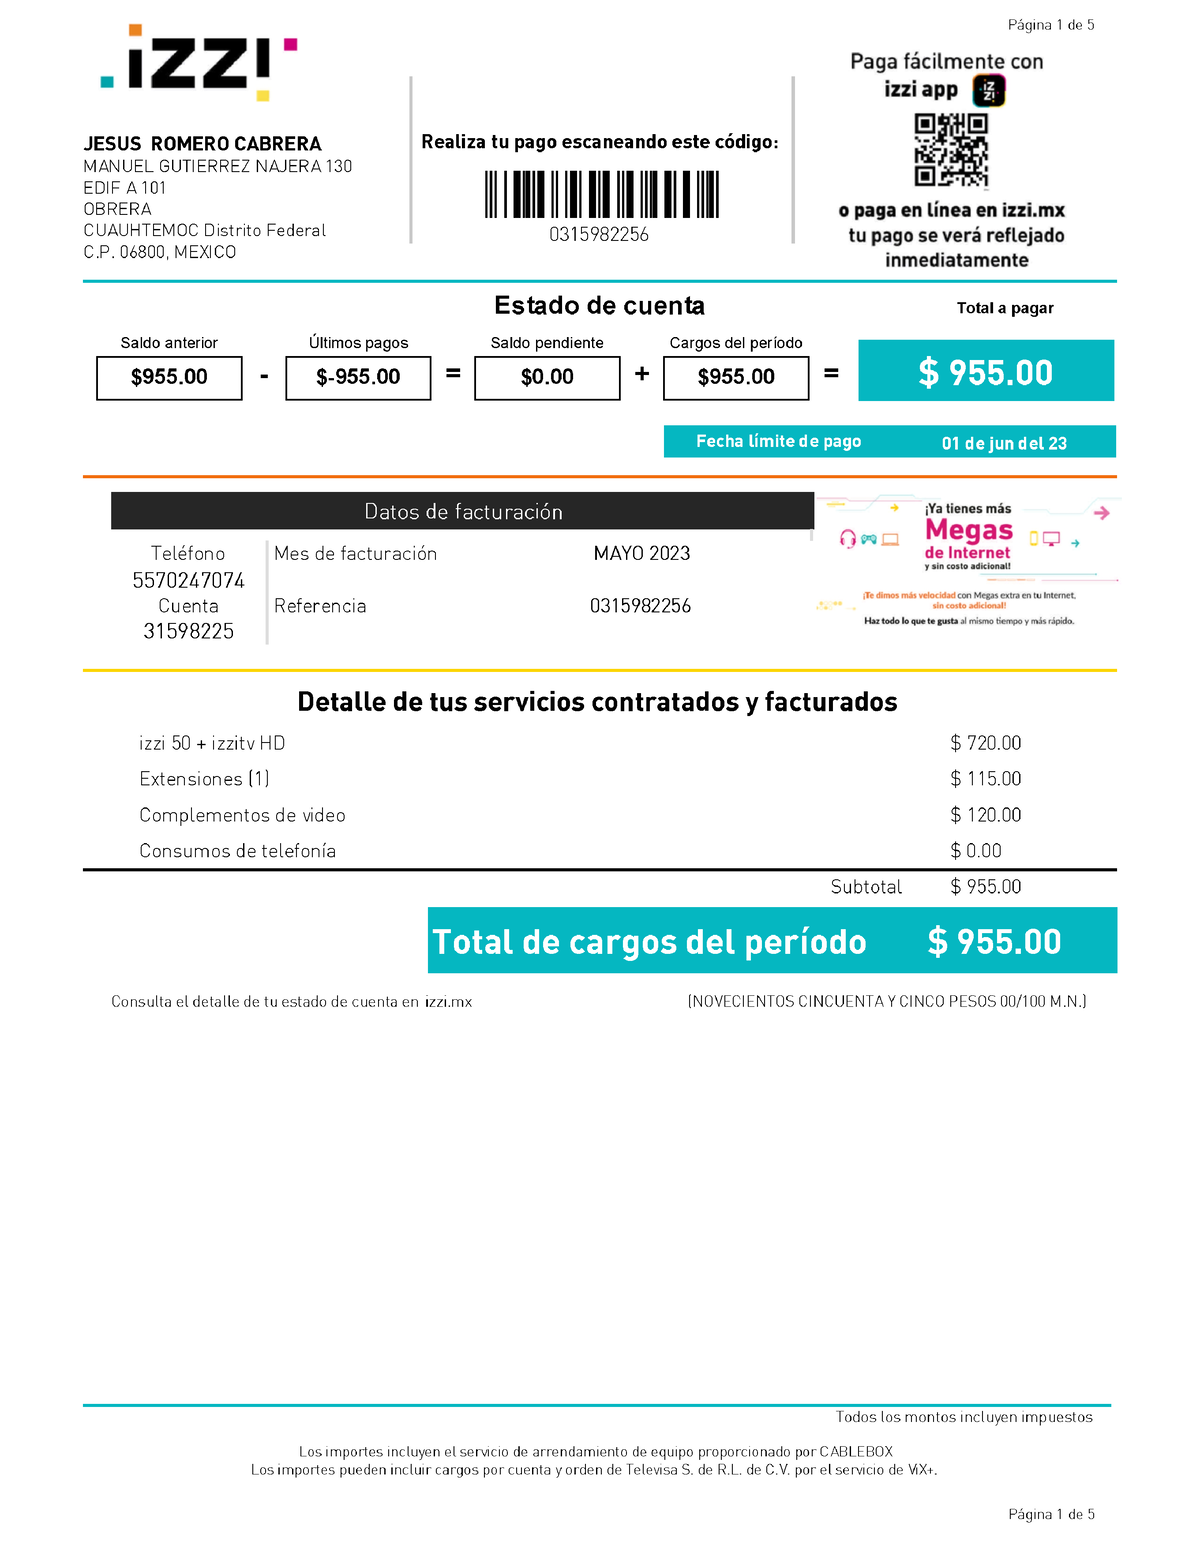 Página 1 de 5
izzi
Paga fácilmente con
izzi app
izzi
JESUS ROMERO CABRERA
MANUEL GUTIERREZ NAJERA 130
EDIF A 101
OBRERA
CUAUHTEMOC Distrito Federal
C.P. 06800, MEXICO
Realiza tu pago escaneando este código:
0315982256
o paga en línea en izzi.mx
tu pago se verá reflejado
inmediatamente
Estado de cuenta
Total a pagar
Saldo anterior Últimos pagos Saldo pendiente Cargos del período
$955.00 - $-955.00 = $0.00 + $955.00 = $ 955.00
Fecha límite de pago 01 de jun del 23
Datos de facturación
Teléfono
5570247074
Cuenta
31598225
Mes de facturación MAYO 2023
Referencia 0315982256
¡Ya tienes más
Megas
de Internet
y sin costo adicional!
¡Te dimos más velocidad con Megas extra en tu Internet,
sin costo adicional!
Haz todo lo que te gusta al mismo tiempo y más rápido.
Detalle de tus servicios contratados y facturados
izzi 50 + izzitv HD $ 720.00
Extensiones (1) $ 115.00
Complementos de video $ 120.00
Consumos de telefonía $ 0.00
Subtotal $ 955.00
Total de cargos del período $ 955.00
Consulta el detalle de tu estado de cuenta en izzi.mx (NOVECIENTOS CINCUENTA Y CINCO PESOS 00/100 M.N.)
Todos los montos incluyen impuestos
Los importes incluyen el servicio de arrendamiento de equipo proporcionado por CABLEBOX
Los importes pueden incluir cargos por cuenta y orden de Televisa S. de R.L. de C.V. por el servicio de ViX+.
Página 1 de 5